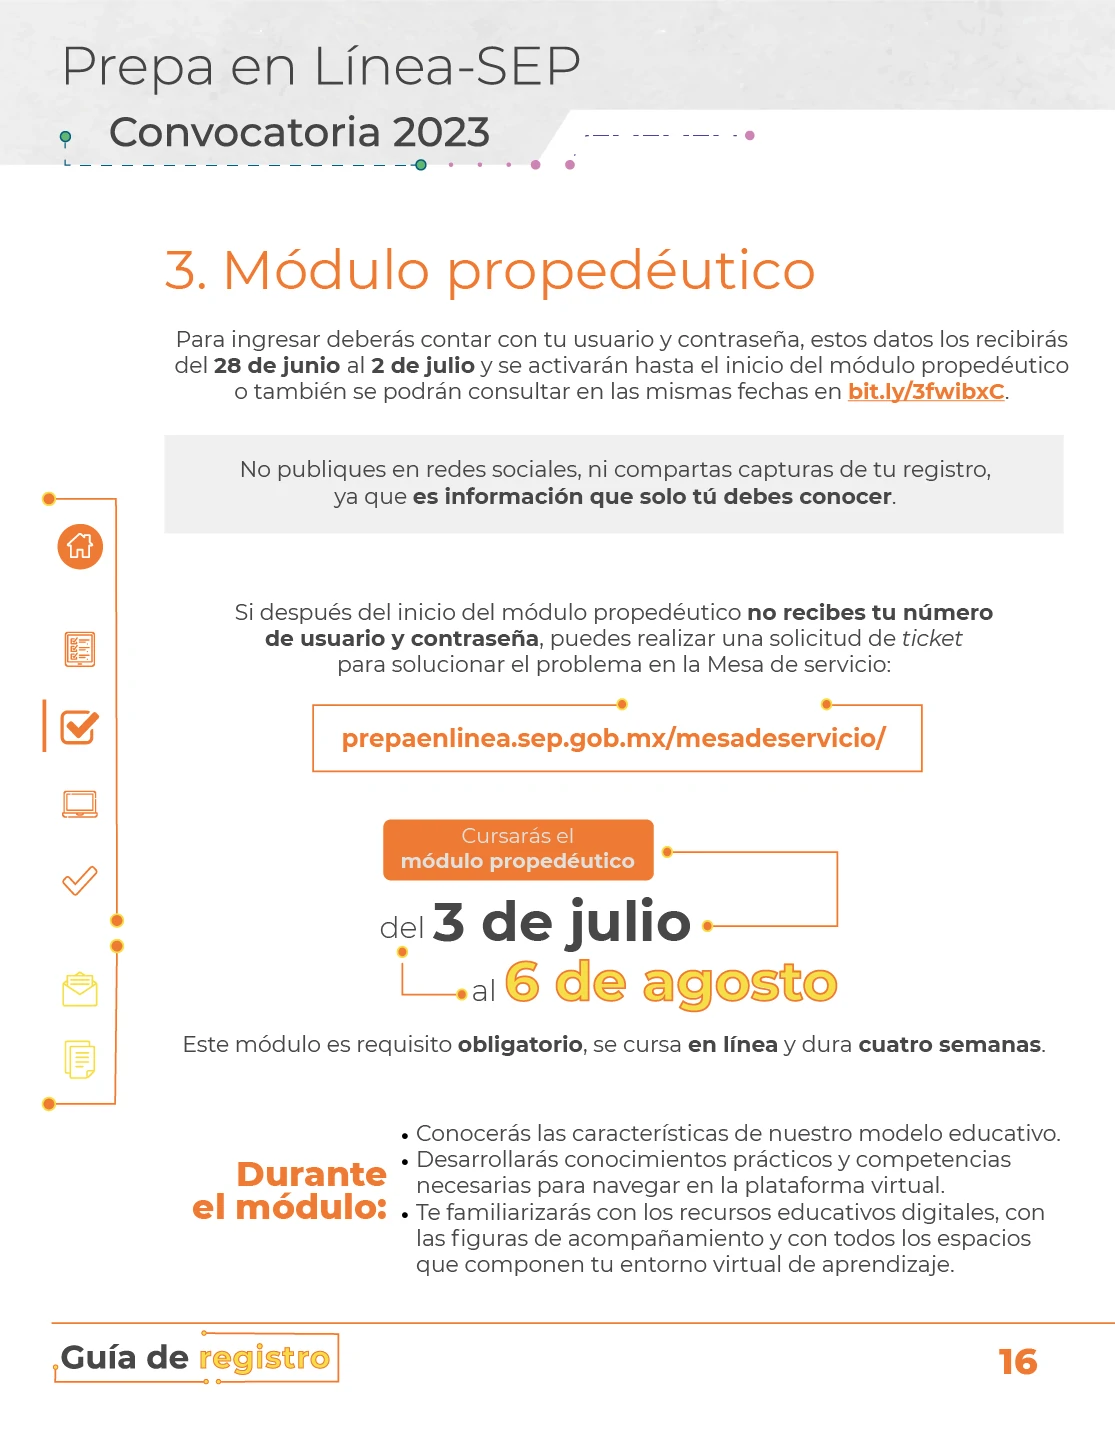 Prepa en Línea-SEP
Convocatoria 2023
3. Módulo propedéutico
Para ingresar deberás contar con tu usuario y contraseña, estos datos los recibirás
del 28 de junio al 2 de julio y se activarán hasta el inicio del módulo propedéutico
o también se podrán consultar en las mismas fechas en bit.ly/3fwibxC.
No publiques en redes sociales, ni compartas capturas de tu registro,
ya que es información que solo tú debes conocer.
Si después del inicio del módulo propedéutico no recibes tu número
de usuario y contraseña, puedes realizar una solicitud de ticket
para solucionar el problema en la Mesa de servicio:
prepaenlinea.sep.gob.mx/mesadeservicio/
Cursarás el
módulo propedéutico
del 3 de julio
al 6 de agosto
Este módulo es requisito obligatorio, se cursa en línea y dura cuatro semanas.
Durante
el módulo:
• Conocerás las características de nuestro modelo educativo.
• Desarrollarás conocimientos prácticos y competencias
necesarias para navegar en la plataforma virtual.
• Te familiarizarás con los recursos educativos digitales, con
las figuras de acompañamiento y con todos los espacios
que componen tu entorno virtual de aprendizaje.
Guía de registro
16